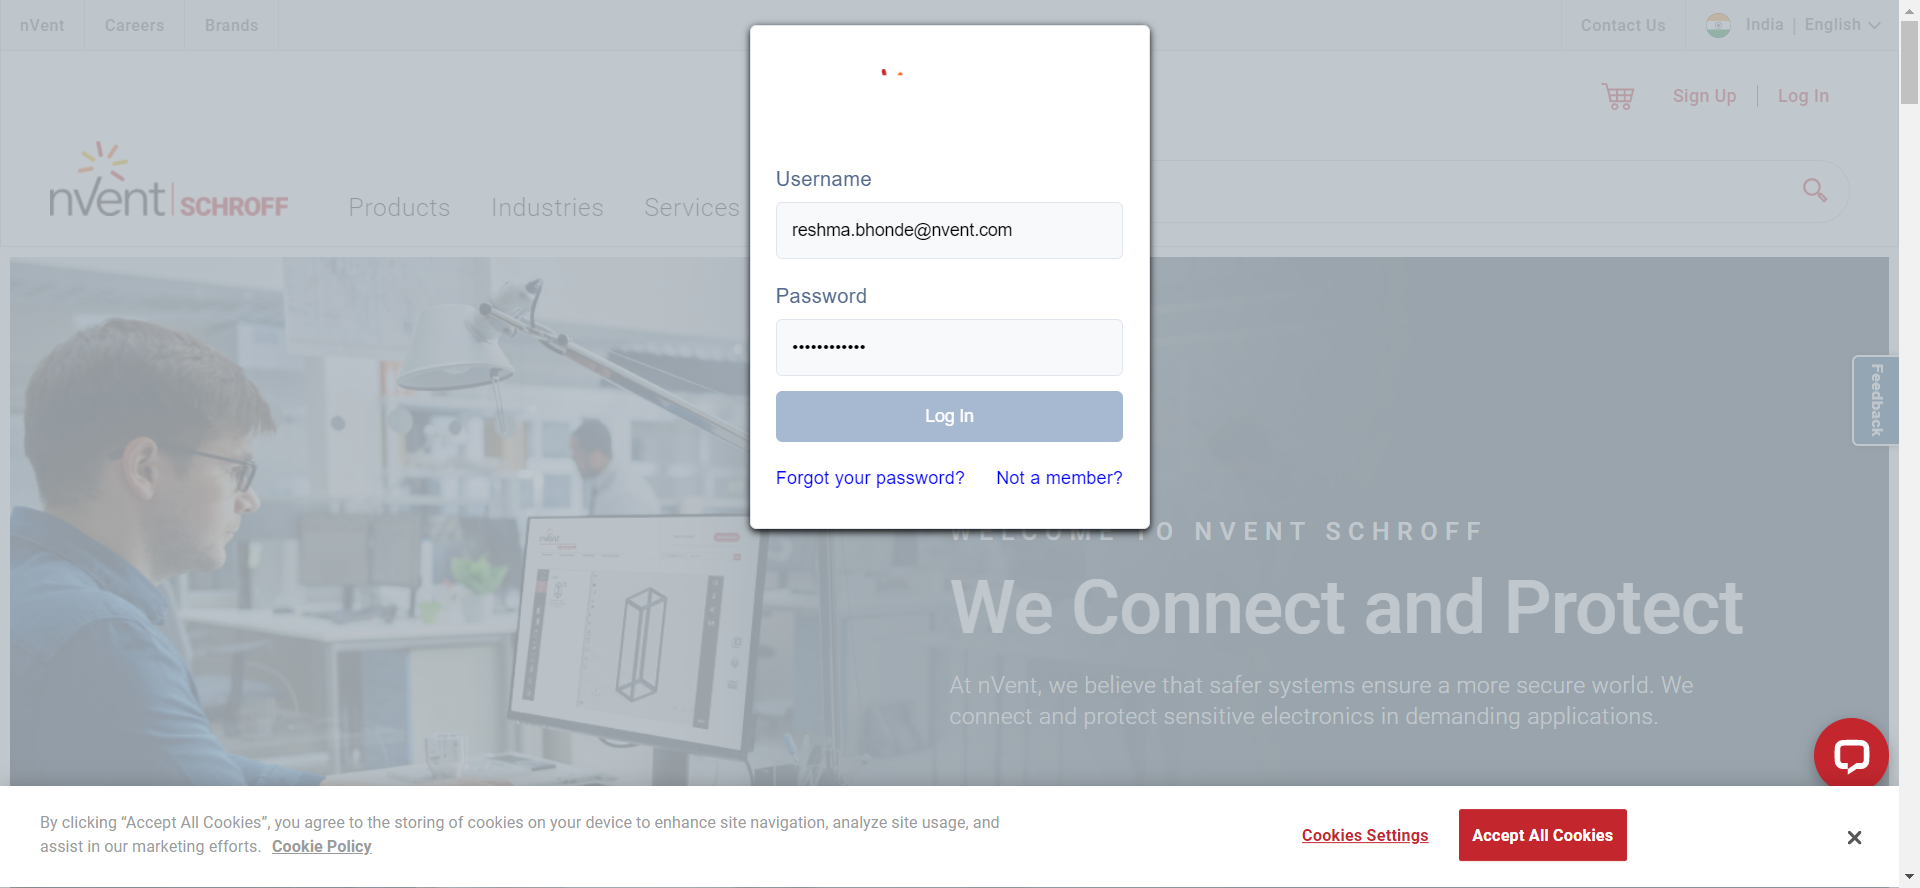 nVent
Careers
Brands
Contact Us
India | English
Sign Up
Log In
nVent
SCHROFF
Products
Industries
Services
Username
reshma.bhonde@nvent.com
Password
••••••••••••
Log In
Forgot your password?
Not a member?
Feedback
WELCOME TO NVENT SCHROFF
We Connect and Protect
At nVent, we believe that safer systems ensure a more secure world. We
connect and protect sensitive electronics in demanding applications.
By clicking “Accept All Cookies”, you agree to the storing of cookies on your device to enhance site navigation, analyze site usage, and
assist in our marketing efforts. Cookie Policy
Cookies Settings
Accept All Cookies